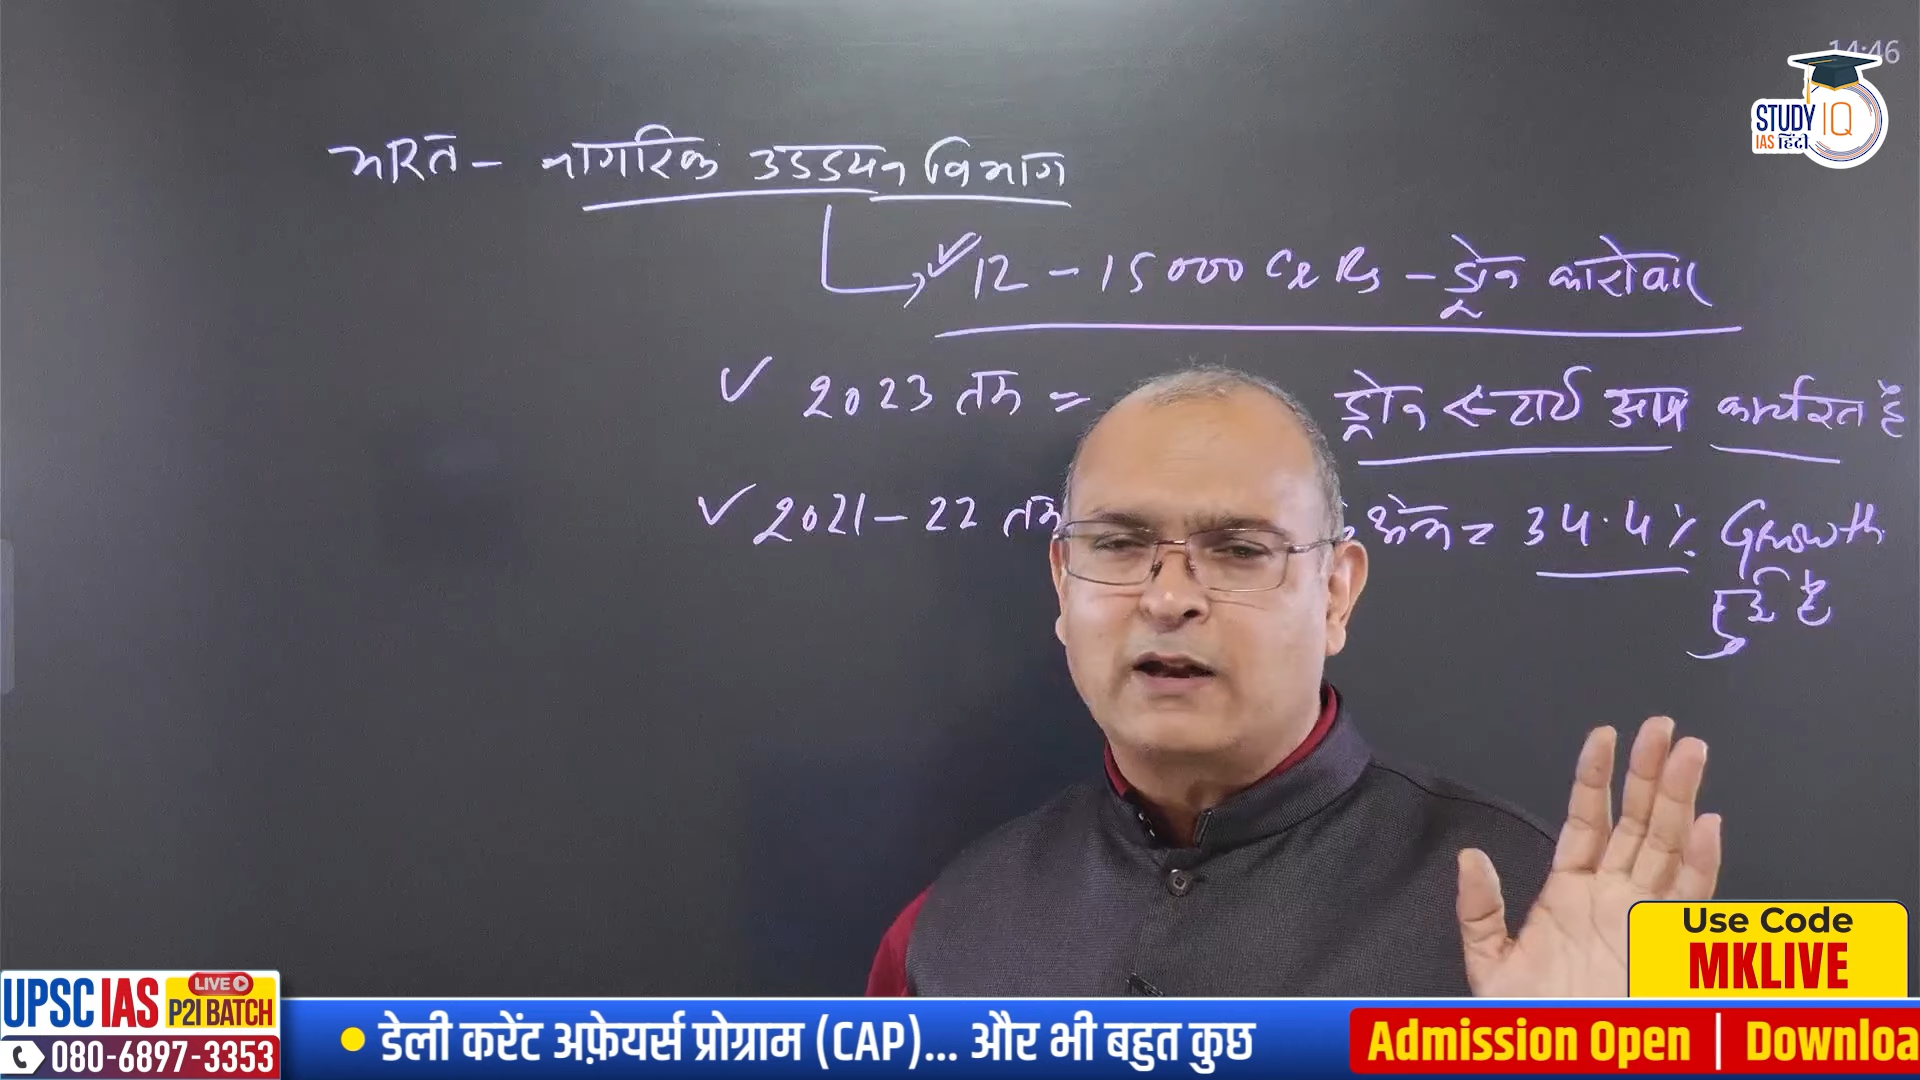 14:46
STUDY IQ
IAS हिंदी
भारत – नागरिक उडडयन विभाग
12 – 15000 Cr Rs – ड्रोन कारोबार
2023 तक = ड्रोन स्टार्ट अप कार्यरत है
2021 – 22 तक = 34.4% Growth
हुई है
Use Code
MKLIVE
UPSC IAS LIVE P2I BATCH
080-6897-3353
डेली करेंट अफ़ेयर्स प्रोग्राम (CAP)... और भी बहुत कुछ
Admission Open | Downloa